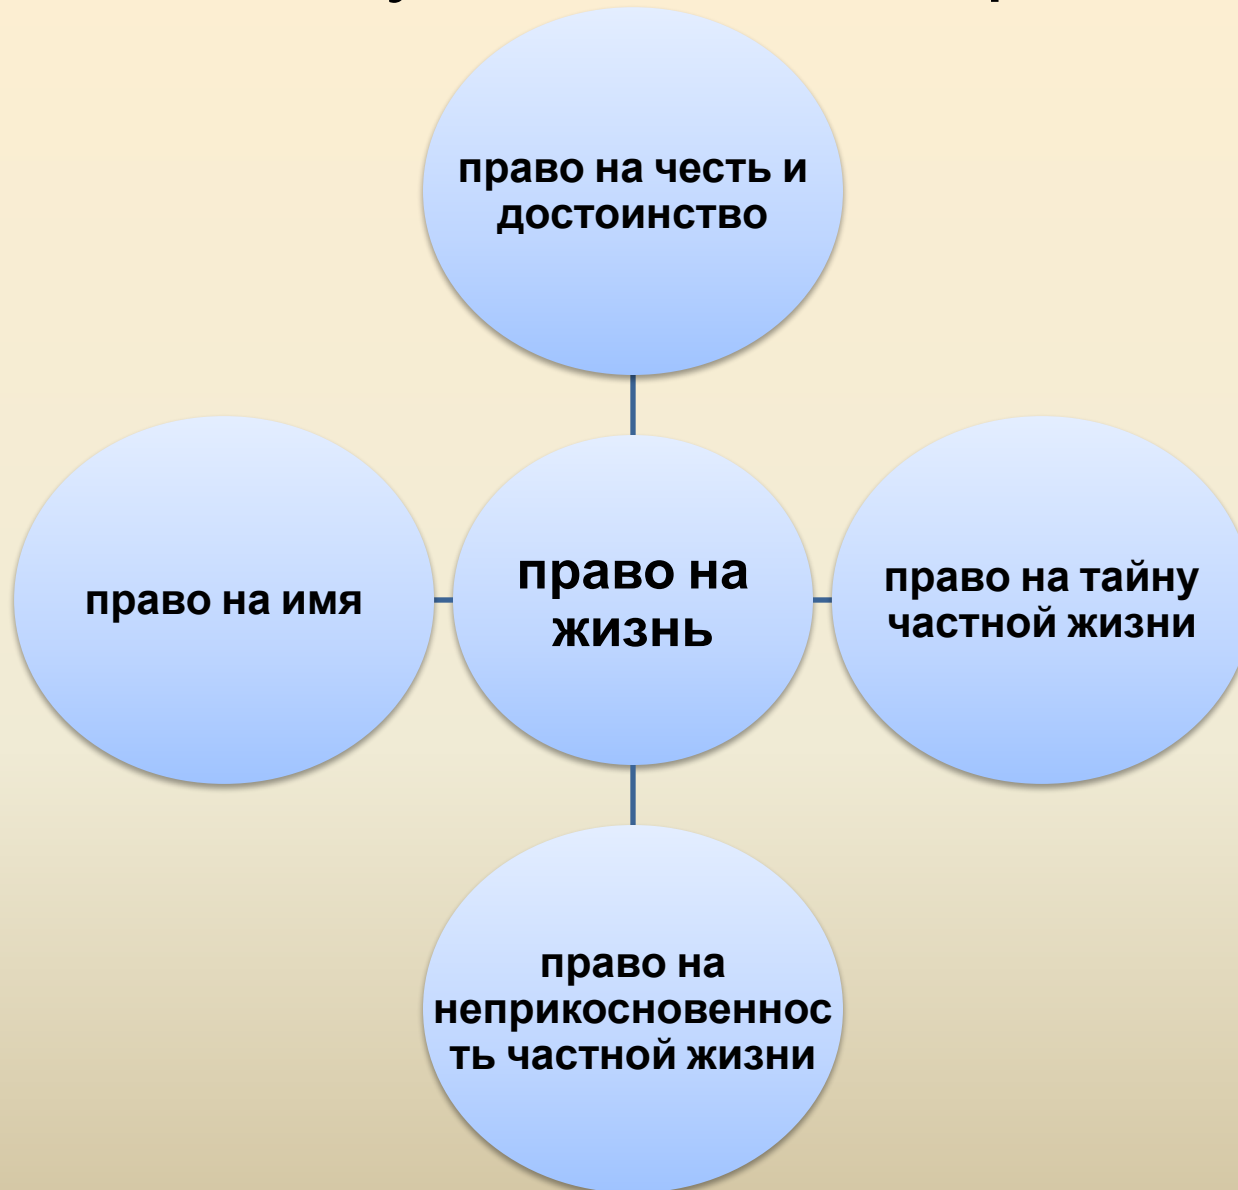 право на честь и
достоинство
право на имя
право на
жизнь
право на тайну
частной жизни
право на
неприкосновеннос
ть частной жизни